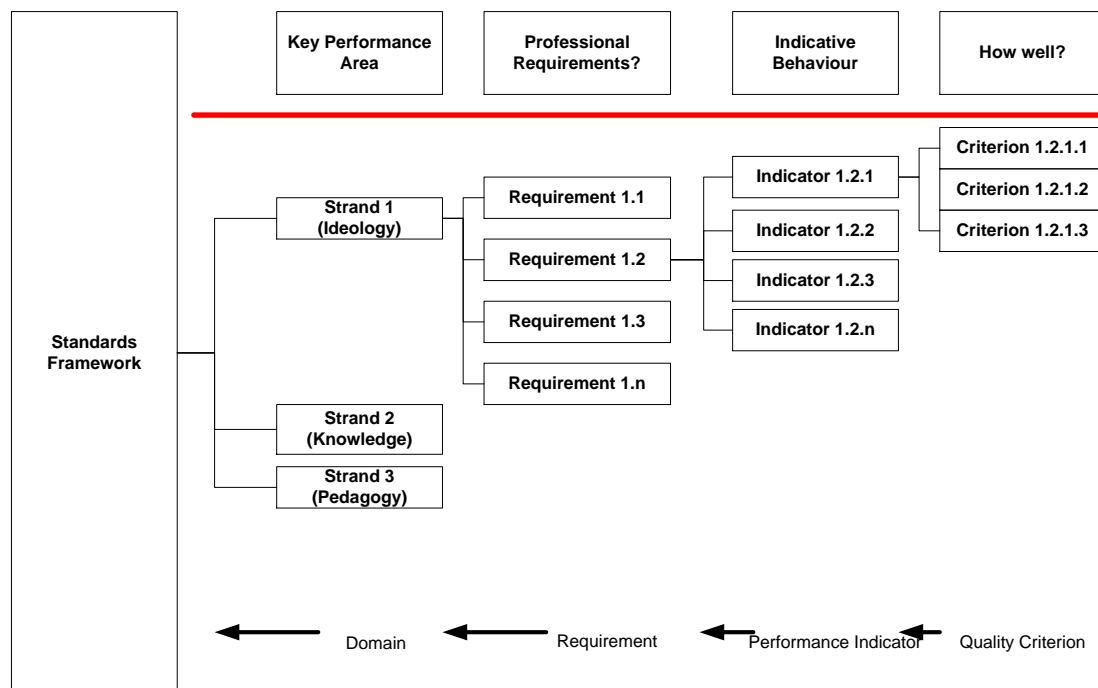 Key Performance
Area
Professional
Requirements?
Indicative
Behaviour
How well?
Standards
Framework
Strand 1
(Ideology)
Strand 2
(Knowledge)
Strand 3
(Pedagogy)
Requirement 1.1
Requirement 1.2
Requirement 1.3
Requirement 1.n
Indicator 1.2.1
Indicator 1.2.2
Indicator 1.2.3
Indicator 1.2.n
Criterion 1.2.1.1
Criterion 1.2.1.2
Criterion 1.2.1.3
Domain
Requirement
Performance Indicator
Quality Criterion